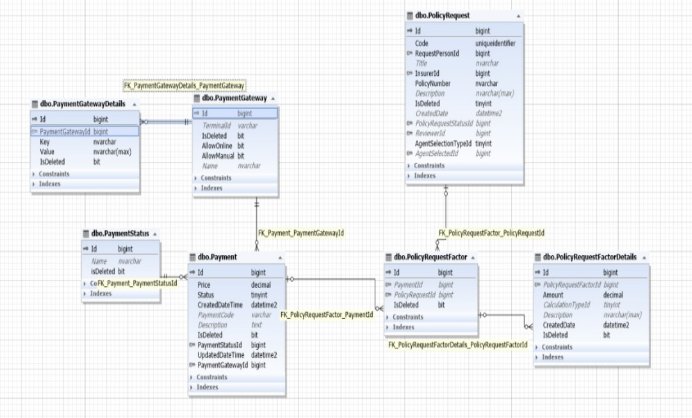 dbo.PolicyRequest
Id bigint
Code uniqueidentifier
RequestPersonId bigint
Title nvarchar
InsurerId bigint
PolicyNumber nvarchar
Description nvarchar(max)
IsDeleted tinyint
CreatedDate datetime2
PolicyRequestStatusId bigint
ReviewerId bigint
AgentSelectionTypeId tinyint
AgentSelectedId bigint
Constraints
Indexes
FK_PaymentGatewayDetails_PaymentGateway
dbo.PaymentGatewayDetails
Id bigint
PaymentGatewayId bigint
Key nvarchar
Value nvarchar(max)
IsDeleted bit
Constraints
Indexes
dbo.PaymentGateway
Id bigint
TerminalId varchar
IsDeleted bit
AllowOnline bit
AllowManual bit
Name nvarchar
Constraints
Indexes
FK_Payment_PaymentGatewayId
FK_PolicyRequestFactor_PolicyRequestId
dbo.PaymentStatus
Id bigint
Name nvarchar
isDeleted bit
Co
FK_Payment_PaymentStatusId
Indexes
dbo.Payment
Id bigint
Price decimal
Status tinyint
CreatedDateTime datetime2
PaymentCode varchar
Description text
IsDeleted bit
PaymentStatusId bigint
UpdatedDateTime datetime2
PaymentGatewayId bigint
Constraints
Indexes
FK_PolicyRequestFactor_PaymentId
dbo.PolicyRequestFactor
Id bigint
PaymentId bigint
PolicyRequestId bigint
IsDeleted bit
Constraints
Indexes
FK_PolicyRequestFactorDetails_PolicyRequestFactorId
dbo.PolicyRequestFactorDetails
Id bigint
PolicyRequestFactorId bigint
Amount decimal
CalculationTypeId tinyint
Description nvarchar(max)
CreatedDate datetime2
IsDeleted bit
Constraints
Indexes